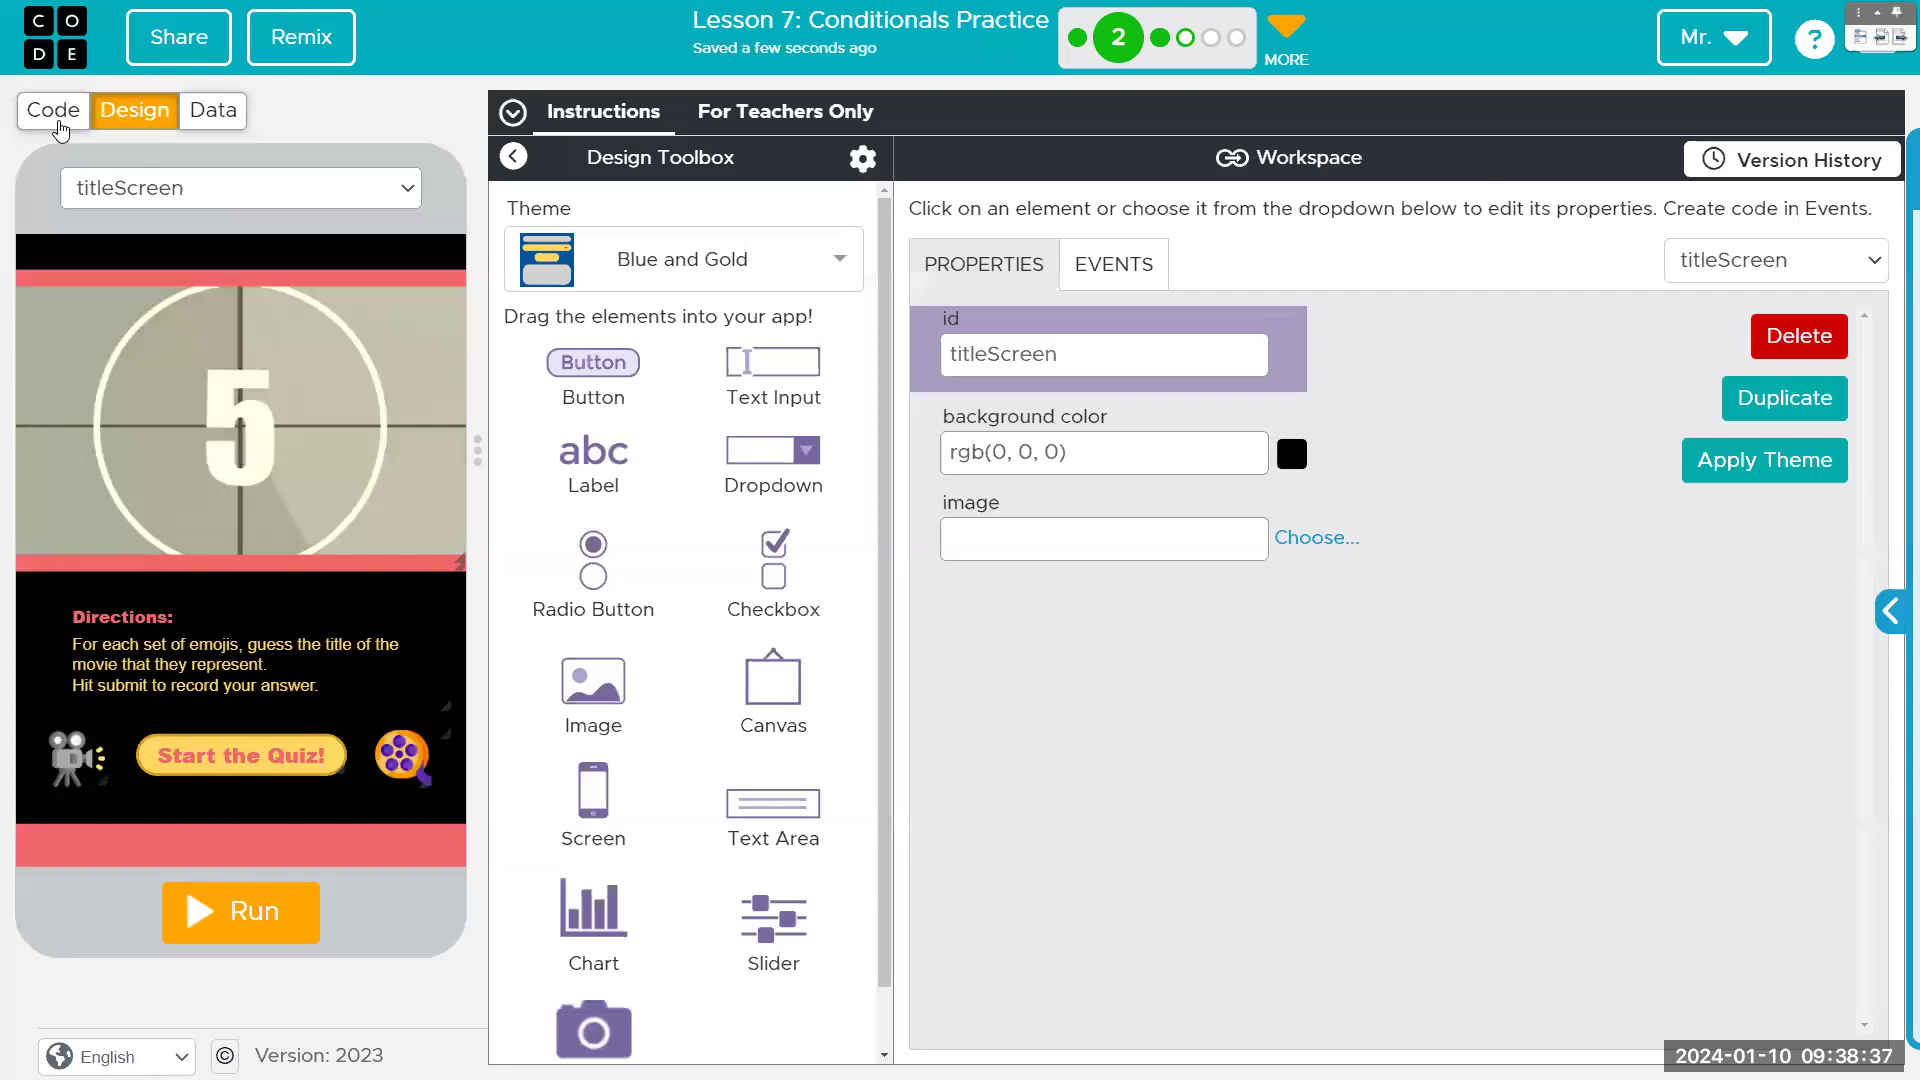 C O
D E
Share
Remix
Lesson 7: Conditionals Practice
Saved a few seconds ago
2
MORE
Mr.
?
Code
Design
Data
Instructions
For Teachers Only
Design Toolbox
Workspace
Version History
titleScreen
5
Directions:
For each set of emojis, guess the title of the
movie that they represent.
Hit submit to record your answer.
Start the Quiz!
Run
Theme
Blue and Gold
Drag the elements into your app!
Button
Button
Text Input
abc
Label
Dropdown
Radio Button
Checkbox
Image
Canvas
Screen
Text Area
Chart
Slider
Click on an element or choose it from the dropdown below to edit its properties. Create code in Events.
PROPERTIES
EVENTS
titleScreen
id
titleScreen
background color
rgb(0, 0, 0)
image
Choose...
Delete
Duplicate
Apply Theme
English
©
Version: 2023
2024-01-10 09:38:37